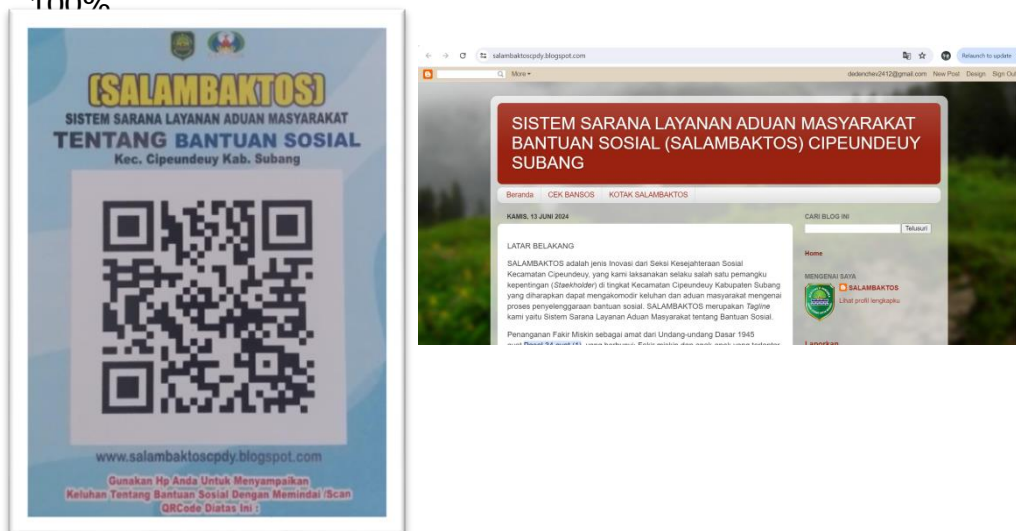 100%
(SALAMBAKTOS)
SISTEM SARANA LAYANAN ADUAN MASYARAKAT
TENTANG BANTUAN SOSIAL
Kec. Cipeundeuy Kab. Subang
www.salambaktoscpdy.blogspot.com
Gunakan Hp Anda Untuk Menyampaikan
Keluhan Tentang Bantuan Sosial Dengan Memindai /Scan
QRCode Diatas Ini :
salambaktoscpdy.blogspot.com
Relaunch to update
More
dedenchev2412@gmail.com New Post Design Sign Out
SISTEM SARANA LAYANAN ADUAN MASYARAKAT
BANTUAN SOSIAL (SALAMBAKTOS) CIPEUNDEUY
SUBANG
Beranda CEK BANSOS KOTAK SALAMBAKTOS
KAMIS, 13 JUNI 2024
LATAR BELAKANG
SALAMBAKTOS adalah jenis Inovasi dari Seksi Kesejahteraan Sosial
Kecamatan Cipeundeuy, yang kami laksanakan selaku salah satu pemangku
kepentingan (Staekholder) di tingkat Kecamatan Cipeundeuy Kabupaten Subang
yang diharapkan dapat mengakomodir keluhan dan aduan masyarakat mengenai
proses penyelenggaraan bantuan sosial. SALAMBAKTOS merupakan Tagline
kami yaitu Sistem Sarana Layanan Aduan Masyarakat tentang Bantuan Sosial.
Penanganan Fakir Miskin sebagai amat dari Undang-undang Dasar 1945
CARI BLOG INI
Telusuri
Home
MENGENAI SAYA
SALAMBAKTOS
Lihat profil lengkapku
Laporkan